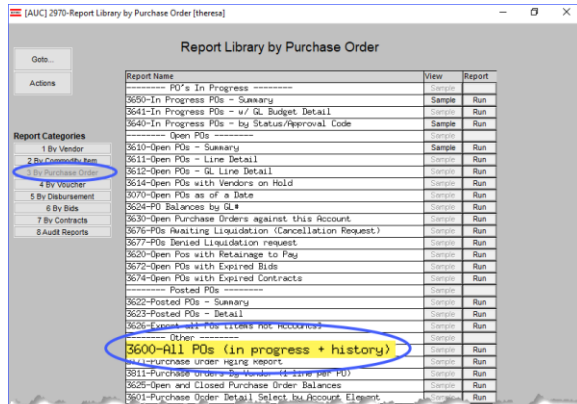 [AUC] 2970-Report Library by Purchase Order [theresa]
Report Library by Purchase Order
Goto...
Actions
Report Categories
1 By Vendor
2 By Commodity Item
3 By Purchase Order
4 By Voucher
5 By Disbursement
6 By Bids
7 By Contracts
8 Audit Reports
Report Name View Report
-------- PO's In Progress -------- Sample
3650-In Progress POs - Summary Sample Run
3641-In Progress POs - w/ GL Budget Detail Sample Run
3640-In Progress POs - by Status/Approval Code Sample Run
-------- Open POs -------- Sample
3610-Open POs - Summary Sample Run
3611-Open POs - Line Detail Sample Run
3612-Open POs - GL Line Detail Sample Run
3614-Open POs with Vendors on Hold Sample Run
3070-Open POs as of a Date Sample Run
3624-PO Balances by GL# Sample Run
3630-Open Purchase Orders against this Account Sample Run
3676-POs Awaiting Liquidation (Cancellation Request) Sample Run
3677-POs Denied Liquidation request Sample Run
3620-Open Pos with Retainage to Pay Sample Run
3672-Open POs with Expired Bids Sample Run
3674-Open POs with Expired Contracts Sample Run
-------- Posted POs -------- Sample
3622-Posted POs - Summary Sample Run
3623-Posted POs - Detail Sample Run
3626-Export all POs (items not Accounts) Sample Run
-------- Other -------- Sample
3600-All POs (in progress + history) Sample Run
Purchase Order Aging Report Sample Run
3811-Purchase Orders By Vendor (1 line per PO) Sample Run
3625-Open and Closed Purchase Order Balances Sample Run
3601-Purchase Order Detail Select by Account Element Sample Run